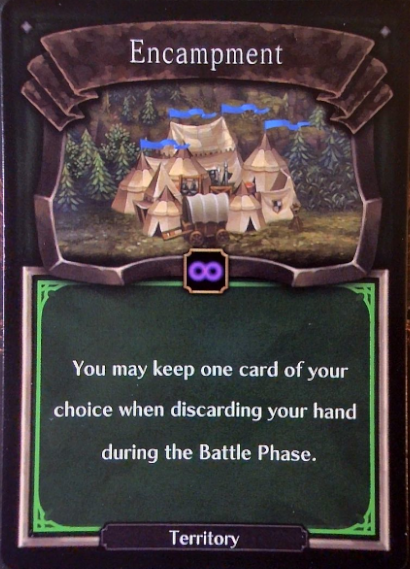 Encampment
∞
You may keep one card of your
choice when discarding your hand
during the Battle Phase.
Territory